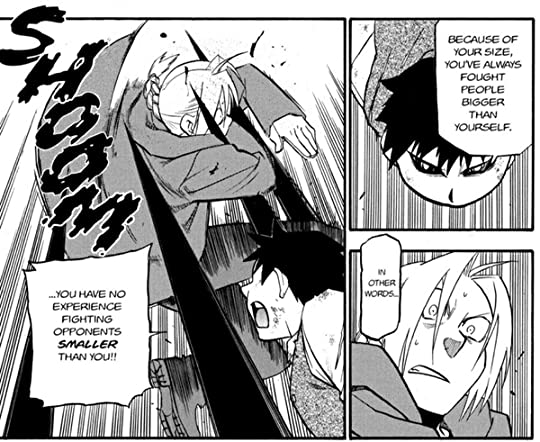 BECAUSE OF
YOUR SIZE,
YOU'VE ALWAYS
FOUGHT
PEOPLE
BIGGER
THAN
YOURSELF.
IN
OTHER
WORDS...
SHOOM
...YOU HAVE NO
EXPERIENCE
FIGHTING
OPPONENTS
SMALLER
THAN YOU!!